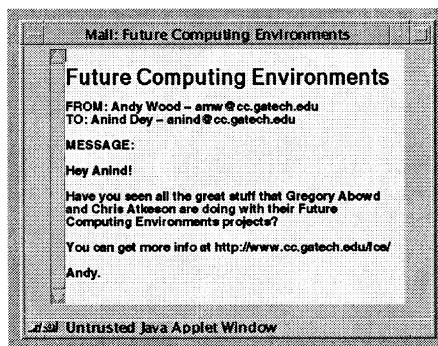 Mail: Future Computing Environments
Future Computing Environments
FROM: Andy Wood – amw@cc.gatech.edu
TO: Anind Dey – anind@cc.gatech.edu
MESSAGE:
Hey Anind!
Have you seen all the great stuff that Gregory Abowd
and Chris Atkeson are doing with their Future
Computing Environments projects?
You can get more info at http://www.cc.gatech.edu/fce/
Andy.
Untrusted Java Applet Window